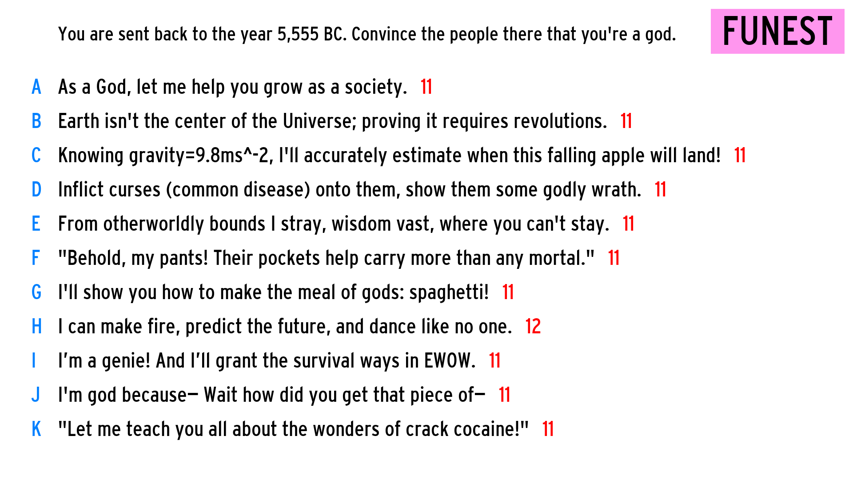 You are sent back to the year 5,555 BC. Convince the people there that you're a god.
FUNEST
A As a God, let me help you grow as a society. 11
B Earth isn't the center of the Universe; proving it requires revolutions. 11
C Knowing gravity=9.8ms^-2, I'll accurately estimate when this falling apple will land! 11
D Inflict curses (common disease) onto them, show them some godly wrath. 11
E From otherworldly bounds I stray, wisdom vast, where you can't stay. 11
F "Behold, my pants! Their pockets help carry more than any mortal." 11
G I'll show you how to make the meal of gods: spaghetti! 11
H I can make fire, predict the future, and dance like no one. 12
I I’m a genie! And I’ll grant the survival ways in EWOW. 11
J I'm god because— Wait how did you get that piece of— 11
K "Let me teach you all about the wonders of crack cocaine!" 11